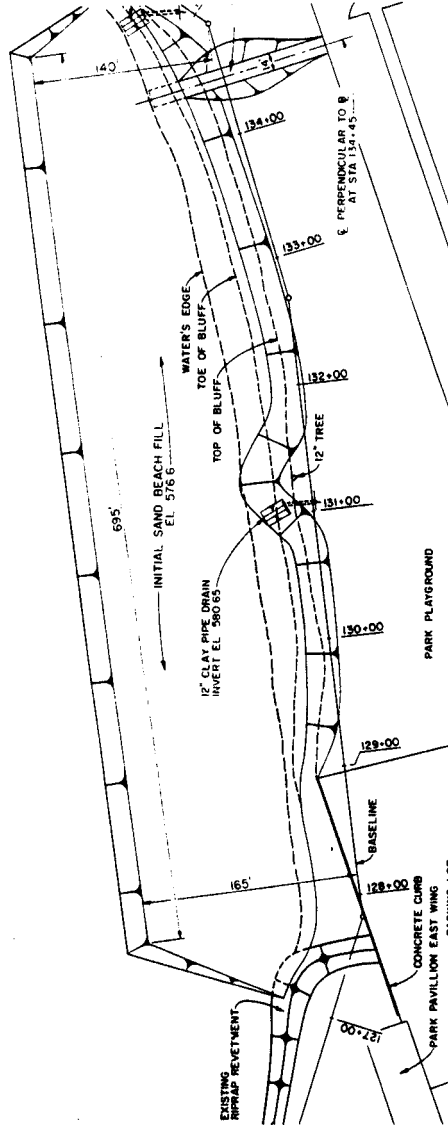 140'
14'
134+00
℄ PERPENDICULAR TO ℄
AT STA 134+45
133+00
WATER'S EDGE
TOE OF BLUFF
TOP OF BLUFF
132+00
INITIAL SAND BEACH FILL
EL 576.6
695'
12" TREE
131+00
12" CLAY PIPE DRAIN
INVERT EL 580.65
130+00
PARK PLAYGROUND
129+00
BASELINE
165'
128+00
CONCRETE CURB
PARK PAVILLION EAST WING
127+00
EXISTING
RIPRAP REVETMENT